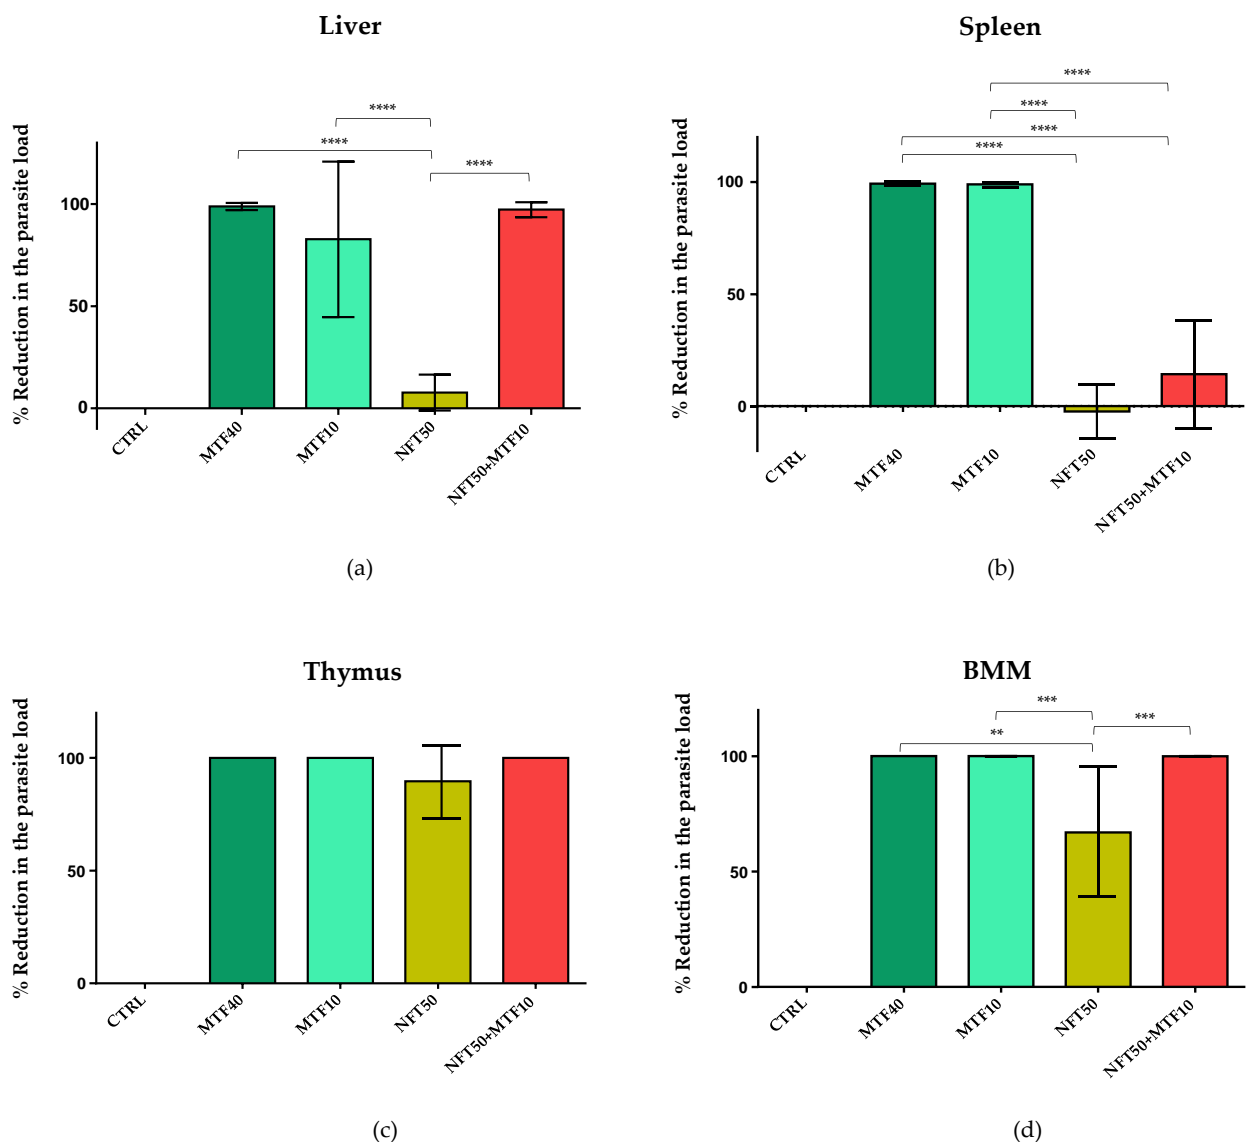 Liver
% Reduction in the parasite load
100
50
0
****
****
****
CTRL
MTF40
MTF10
NFT50
NFT50+MTF10
(a)
Spleen
% Reduction in the parasite load
100
50
0
****
****
****
****
CTRL
MTF40
MTF10
NFT50
NFT50+MTF10
(b)
Thymus
% Reduction in the parasite load
100
50
0
CTRL
MTF40
MTF10
NFT50
NFT50+MTF10
(c)
BMM
% Reduction in the parasite load
100
50
0
***
**
***
CTRL
MTF40
MTF10
NFT50
NFT50+MTF10
(d)